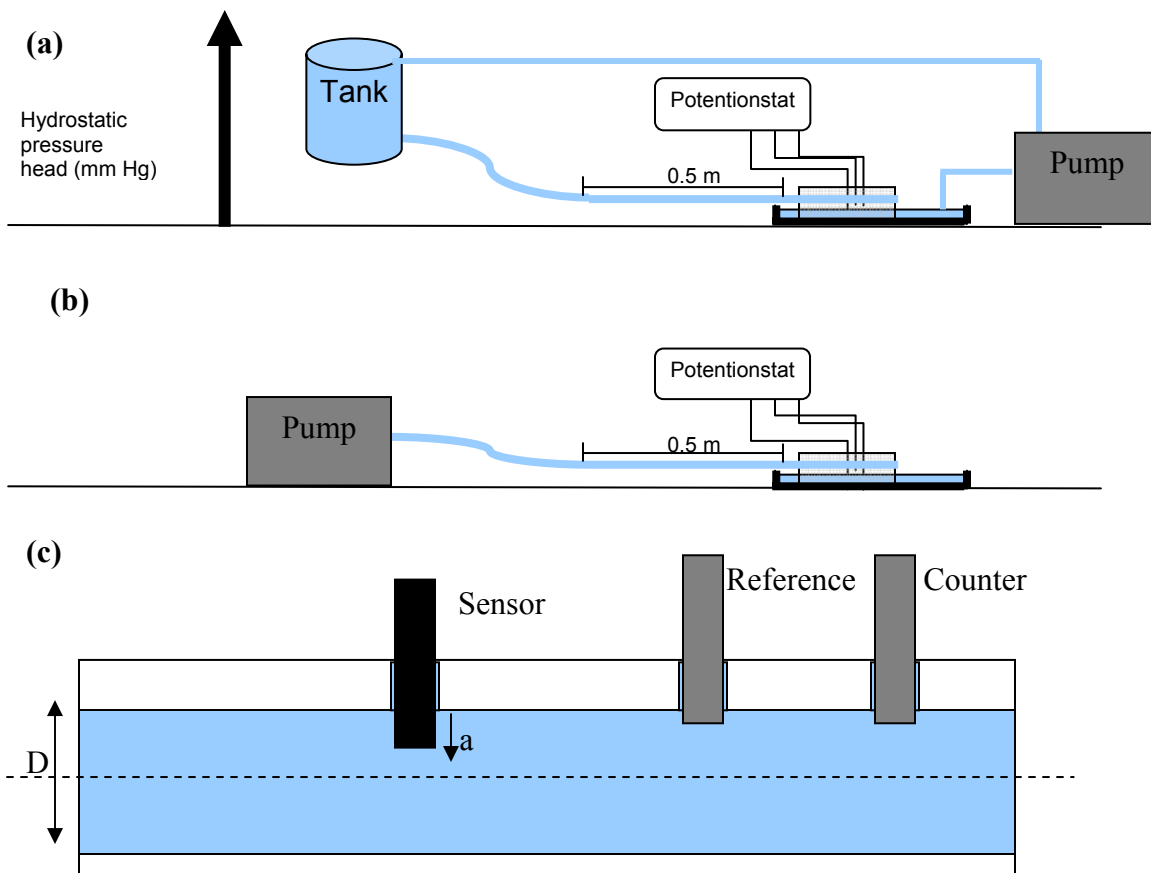 (a)
Tank
Hydrostatic
pressure
head (mm Hg)
Potentionstat
0.5 m
Pump
(b)
Potentionstat
Pump
0.5 m
(c)
Sensor
Reference
Counter
a
D